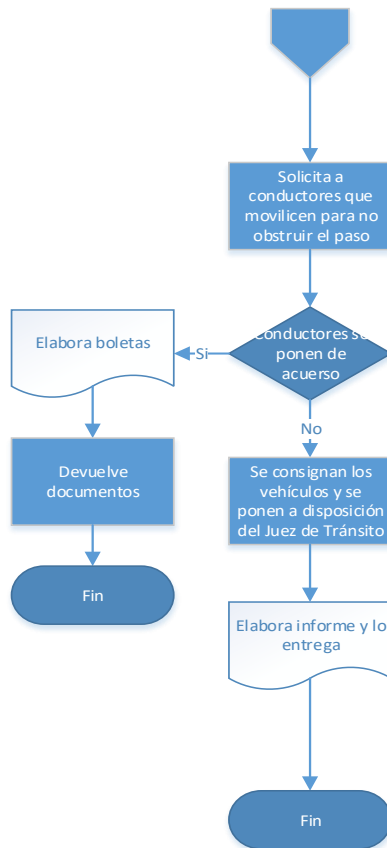 Solicita a
conductores que
movilicen para no
obstruir el paso
Conductores se
ponen de
acuerso
Si
Elabora boletas
Devuelve
documentos
Fin
No
Se consignan los
vehículos y se
ponen a disposición
del Juez de Tránsito
Elabora informe y lo
entrega
Fin